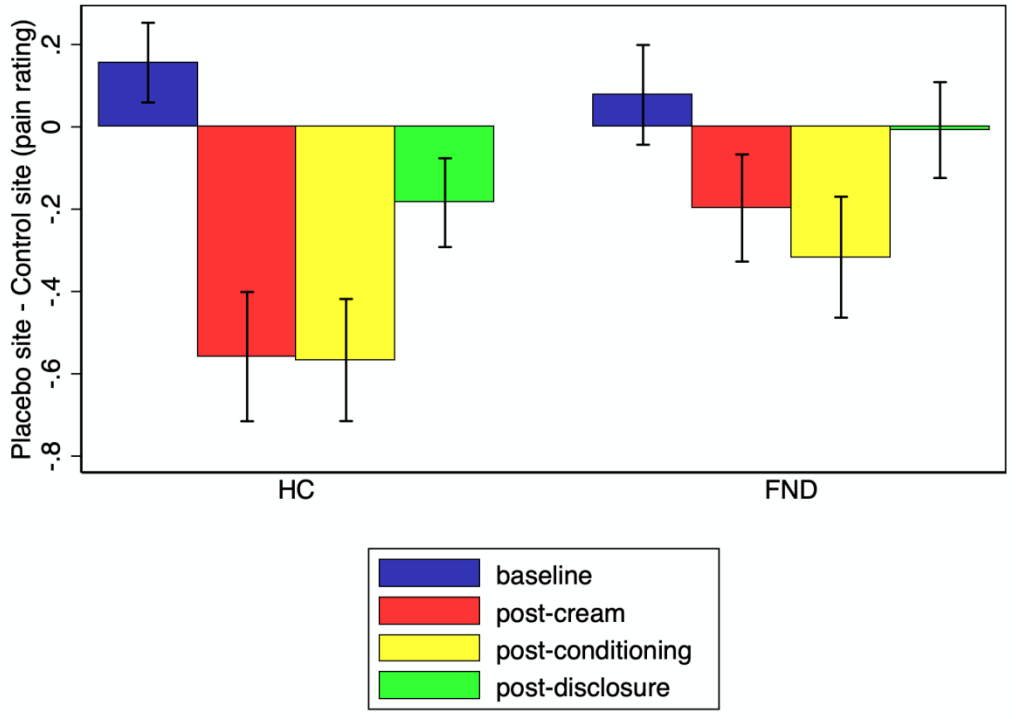 Placebo site - Control site (pain rating)
.2
0
-.2
-.4
-.6
-.8
HC FND
baseline
post-cream
post-conditioning
post-disclosure